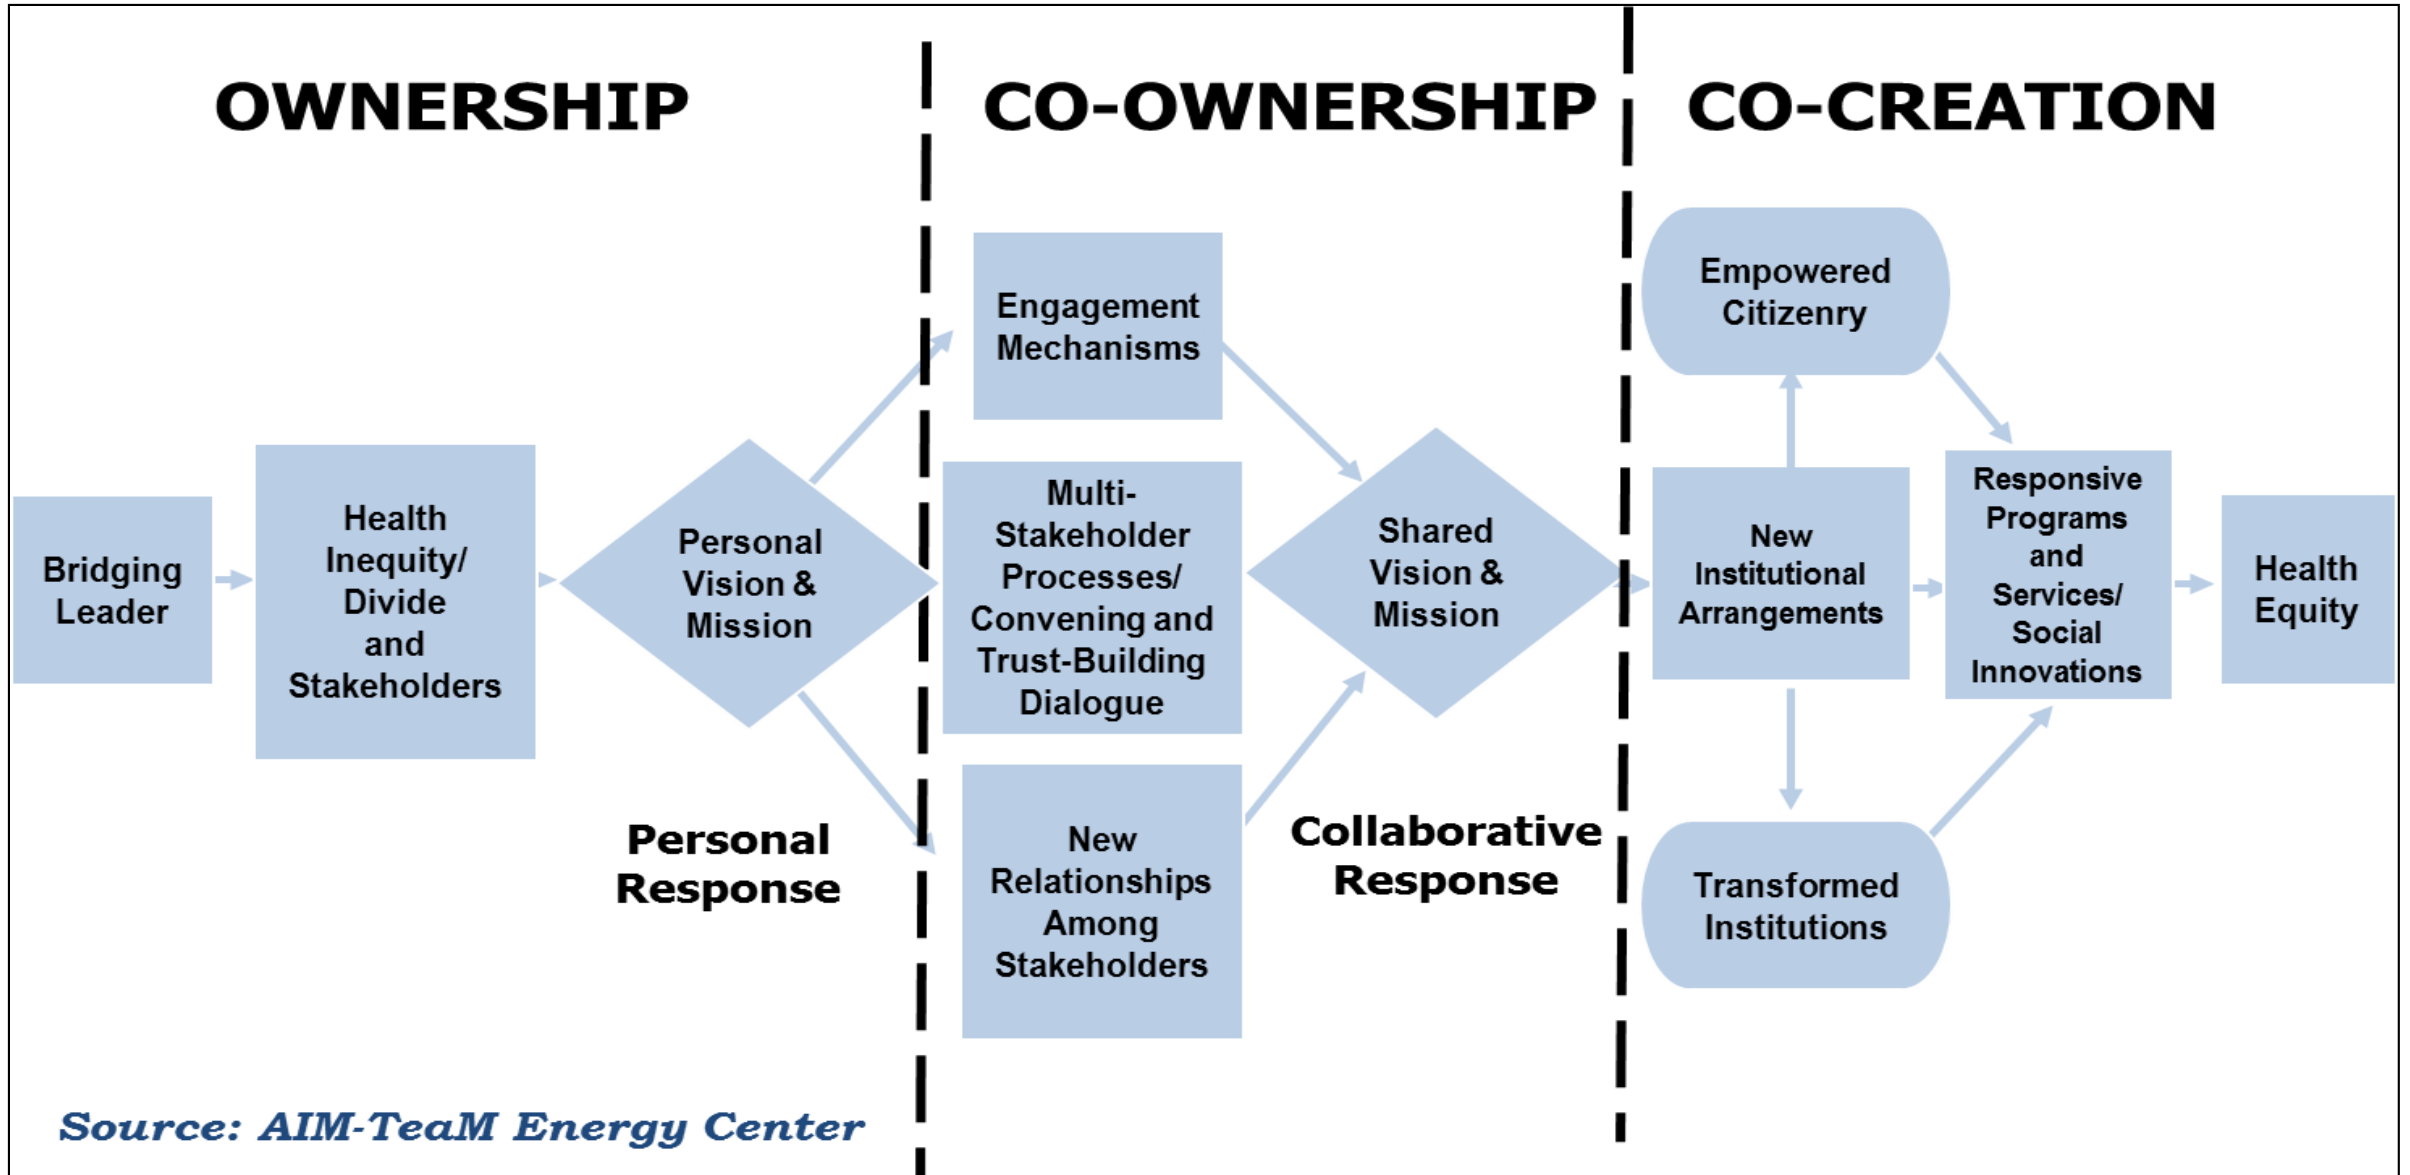 OWNERSHIP
CO-OWNERSHIP
CO-CREATION
Bridging
Leader
Health
Inequity/
Divide
and
Stakeholders
Personal
Vision &
Mission
Personal
Response
Engagement
Mechanisms
Multi-
Stakeholder
Processes/
Convening and
Trust-Building
Dialogue
New
Relationships
Among
Stakeholders
Shared
Vision &
Mission
Collaborative
Response
Empowered
Citizenry
New
Institutional
Arrangements
Transformed
Institutions
Responsive
Programs
and
Services/
Social
Innovations
Health
Equity
Source: AIM-TeaM Energy Center